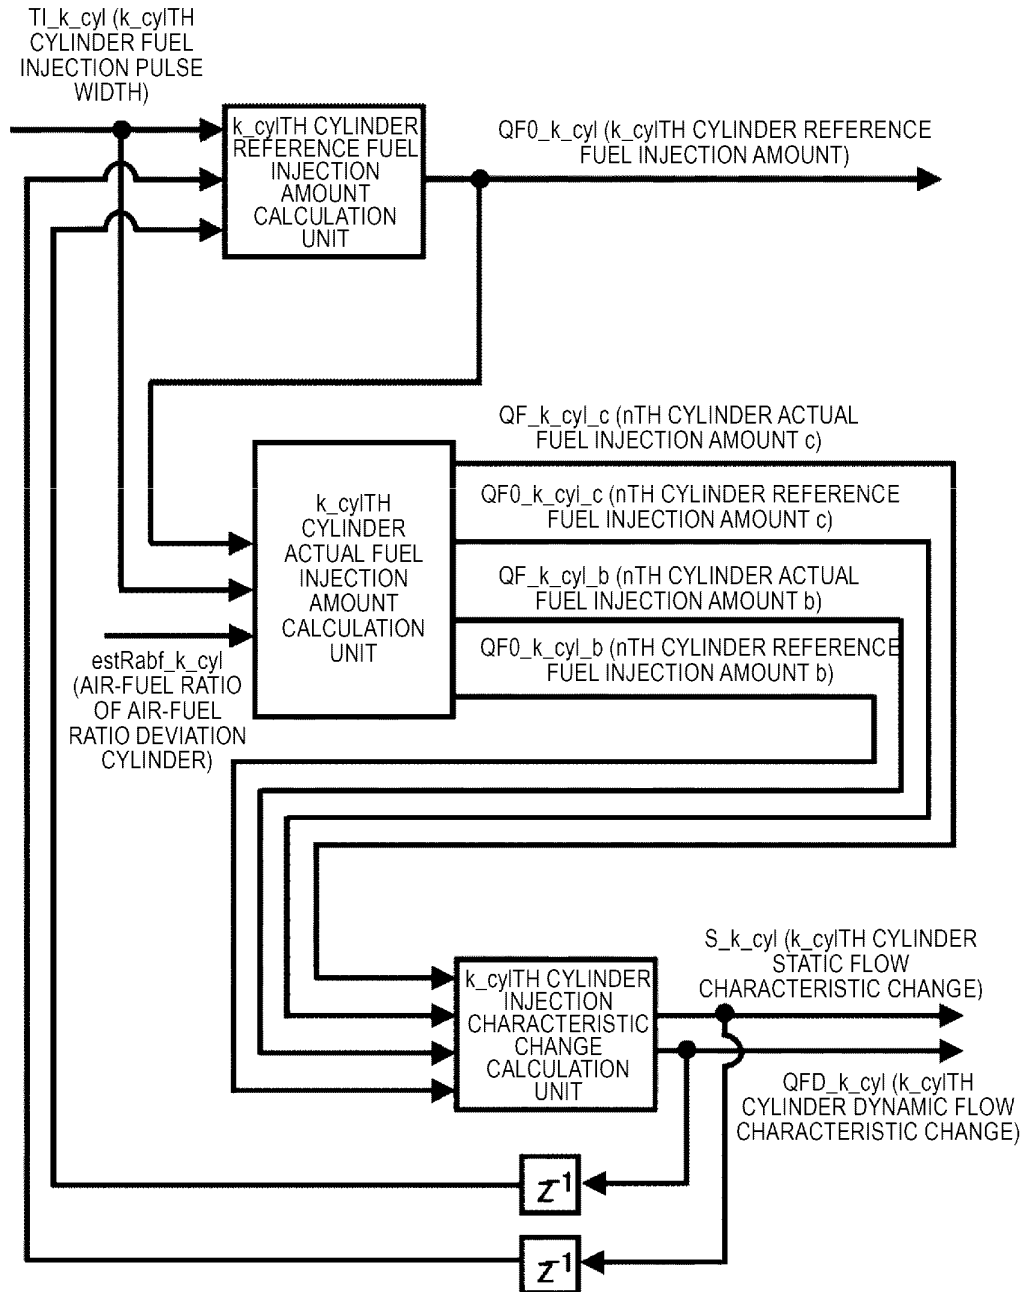 TI_k_cyl (k_cylTH
CYLINDER FUEL
INJECTION PULSE
WIDTH)
k_cylTH CYLINDER
REFERENCE FUEL
INJECTION
AMOUNT
CALCULATION
UNIT
QF0_k_cyl (k_cylTH CYLINDER REFERENCE
FUEL INJECTION AMOUNT)
QF_k_cyl_c (nTH CYLINDER ACTUAL
FUEL INJECTION AMOUNT c)
QF0_k_cyl_c (nTH CYLINDER REFERENCE
FUEL INJECTION AMOUNT c)
QF_k_cyl_b (nTH CYLINDER ACTUAL
FUEL INJECTION AMOUNT b)
QF0_k_cyl_b (nTH CYLINDER REFERENCE
FUEL INJECTION AMOUNT b)
k_cylTH
CYLINDER
ACTUAL FUEL
INJECTION
AMOUNT
CALCULATION
UNIT
estRabf_k_cyl
(AIR-FUEL RATIO
OF AIR-FUEL
RATIO DEVIATION
CYLINDER)
k_cylTH CYLINDER
INJECTION
CHARACTERISTIC
CHANGE
CALCULATION
UNIT
S_k_cyl (k_cylTH CYLINDER
STATIC FLOW
CHARACTERISTIC CHANGE)
QFD_k_cyl (k_cylTH
CYLINDER DYNAMIC FLOW
CHARACTERISTIC CHANGE)
Z-1
Z-1